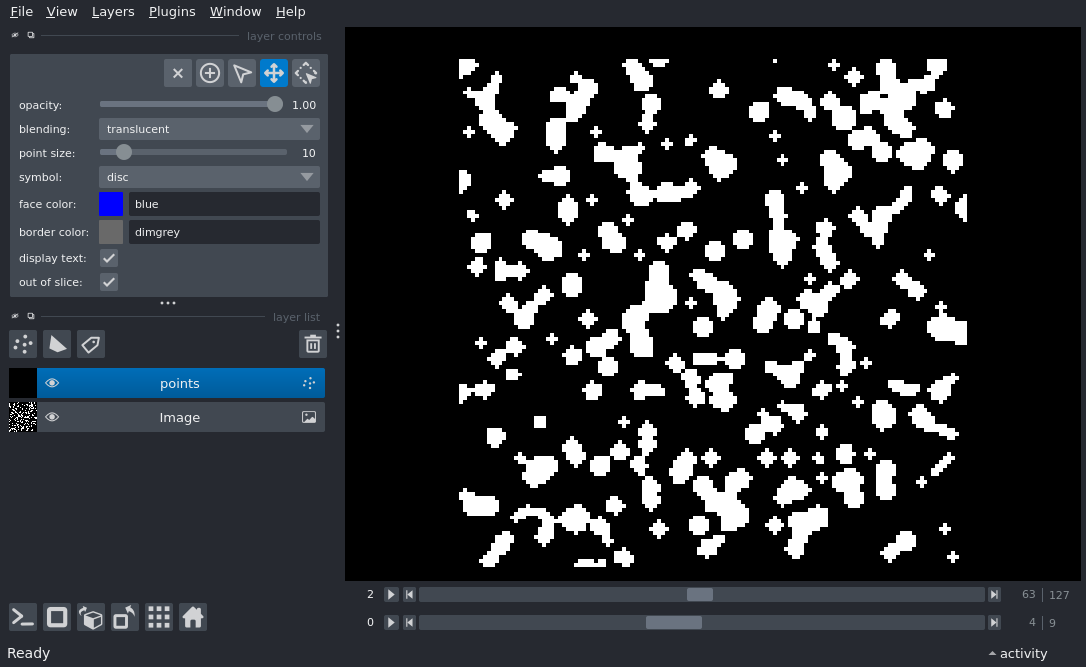 File View Layers Plugins Window Help
layer controls
opacity: 1.00
blending: translucent
point size: 10
symbol: disc
face color: blue
border color: dimgrey
display text:
out of slice:
layer list
points
Image
2 63 127
0 4 9
Ready activity